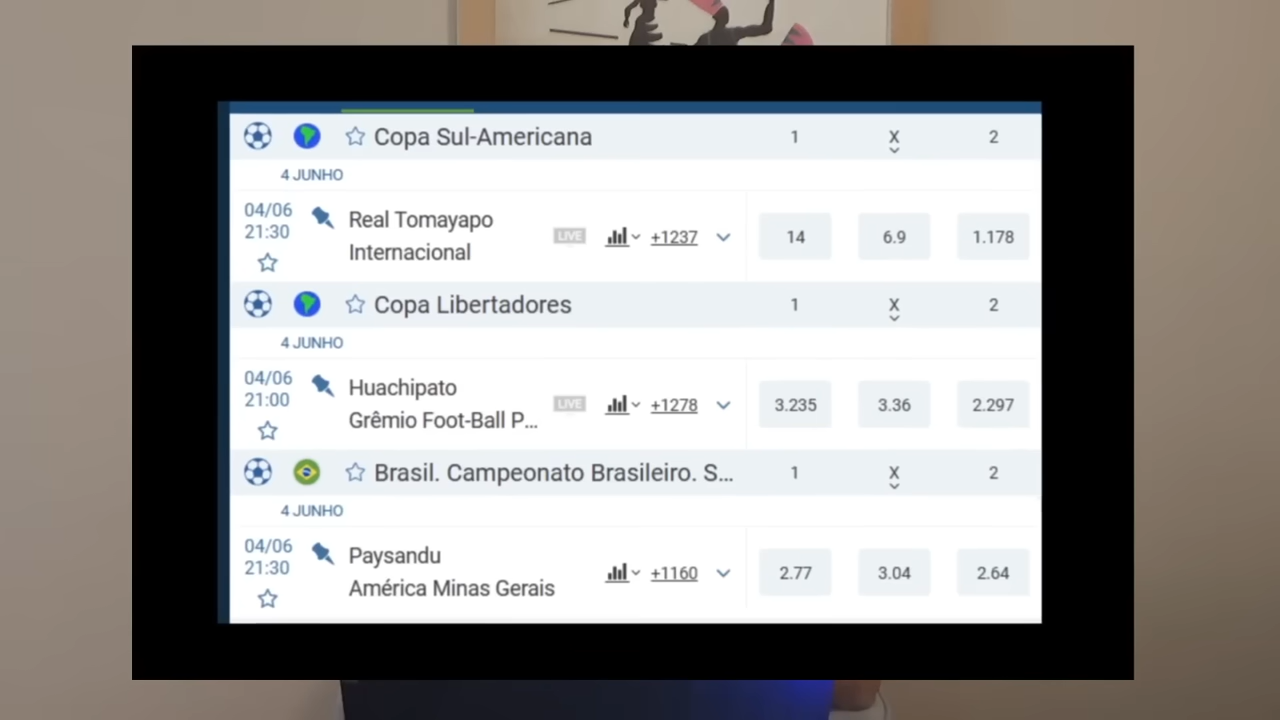 Copa Sul-Americana 1 X 2
4 JUNHO
04/06
21:30
Real Tomayapo
Internacional
LIVE +1237 14 6.9 1.178
Copa Libertadores 1 X 2
4 JUNHO
04/06
21:00
Huachipato
Grêmio Foot-Ball P...
LIVE +1278 3.235 3.36 2.297
Brasil. Campeonato Brasileiro. S... 1 X 2
4 JUNHO
04/06
21:30
Paysandu
América Minas Gerais
+1160 2.77 3.04 2.64